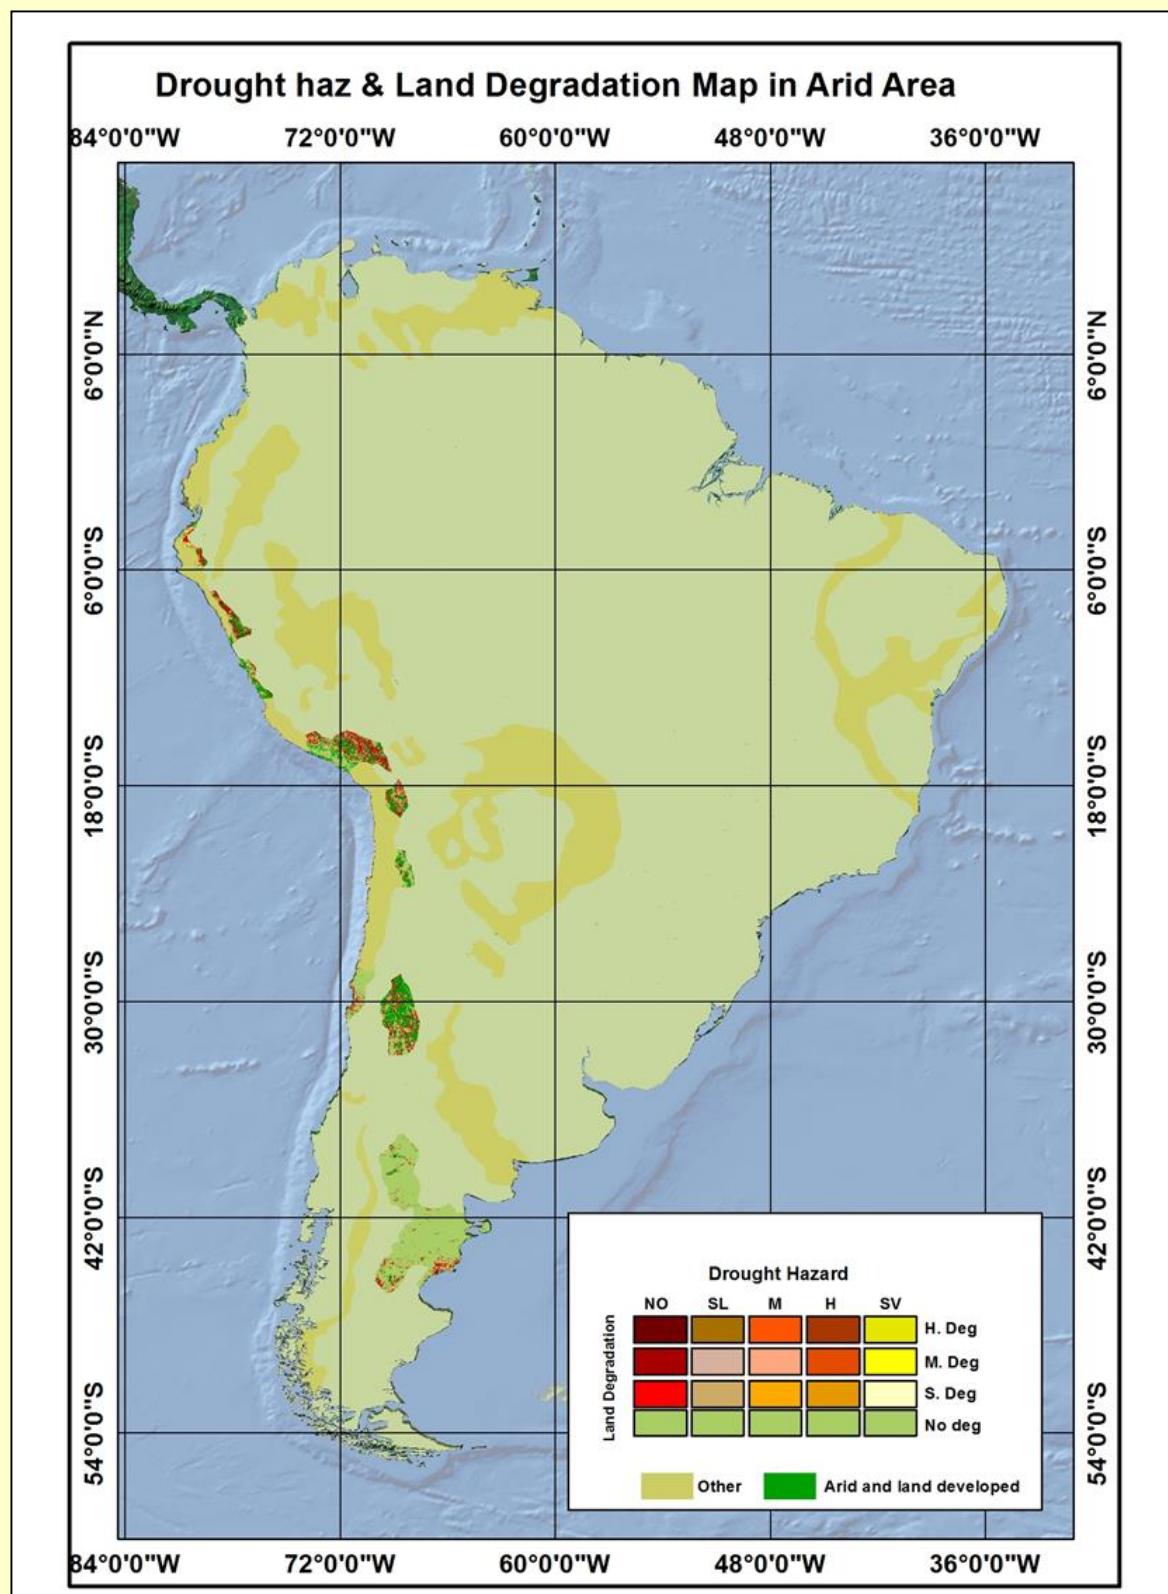 Drought haz & Land Degradation Map in Arid Area
84°0'0"W 72°0'0"W 60°0'0"W 48°0'0"W 36°0'0"W
6°0'0"N 6°0'0"N
6°0'0"S 6°0'0"S
18°0'0"S 18°0'0"S
30°0'0"S 30°0'0"S
42°0'0"S 42°0'0"S
54°0'0"S 54°0'0"S
Drought Hazard
NO SL M H SV
Land Degradation
H. Deg
M. Deg
S. Deg
No deg
Other Arid and land developed
84°0'0"W 72°0'0"W 60°0'0"W 48°0'0"W 36°0'0"W